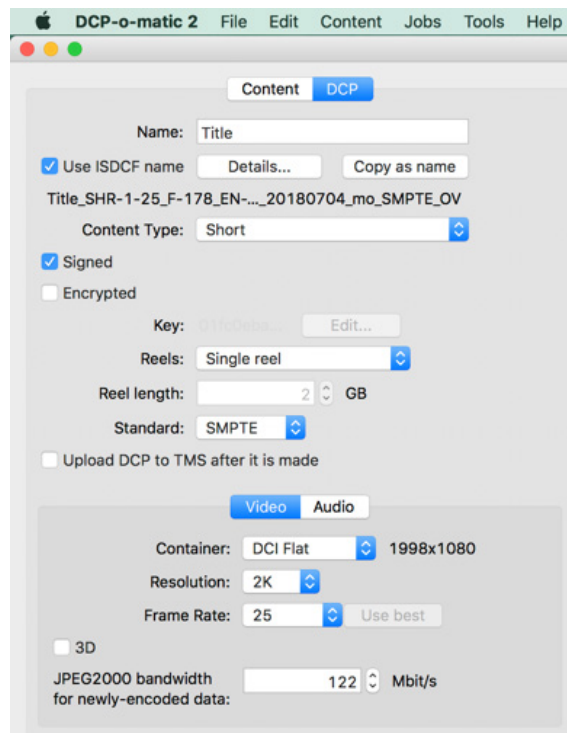 DCP-o-matic 2 File Edit Content Jobs Tools Help
Content DCP
Name: Title
Use ISDCF name Details... Copy as name
Title_SHR-1-25_F-178_EN-..._20180704_mo_SMPTE_OV
Content Type: Short
Signed
Encrypted
Key: Edit...
Reels: Single reel
Reel length: 2 GB
Standard: SMPTE
Upload DCP to TMS after it is made
Video Audio
Container: DCI Flat 1998x1080
Resolution: 2K
Frame Rate: 25 Use best
3D
JPEG2000 bandwidth
for newly-encoded data: 122 Mbit/s